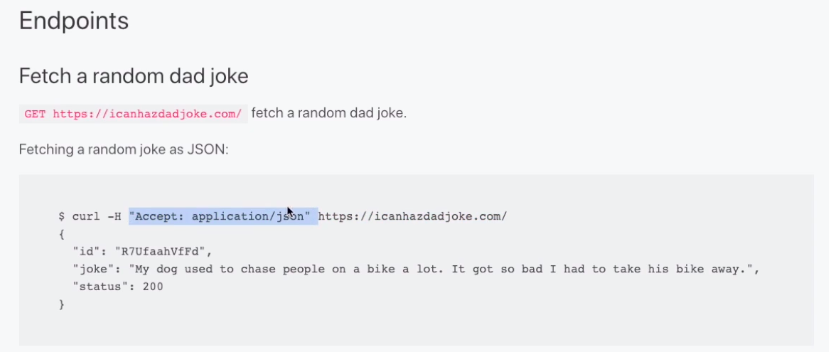 Endpoints
Fetch a random dad joke
GET https://icanhazdadjoke.com/ fetch a random dad joke.
Fetching a random joke as JSON:
$ curl -H "Accept: application/json" https://icanhazdadjoke.com/
{
"id": "R7UfaahVfFd",
"joke": "My dog used to chase people on a bike a lot. It got so bad I had to take his bike away.",
"status": 200
}